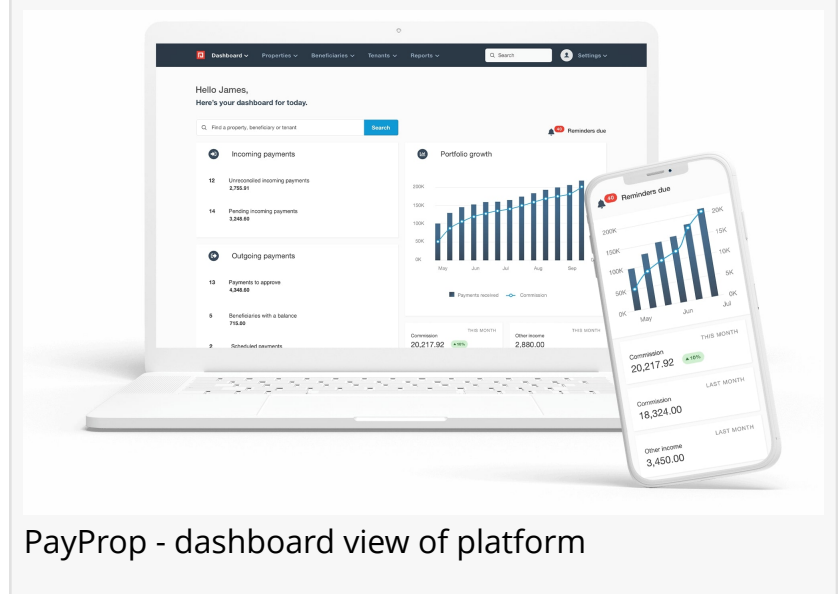 Dashboard Properties Beneficiaries Tenants Reports Search Settings
Hello James,
Here's your dashboard for today.
Find a property, beneficiary or tenant Search 40 Reminders due
Incoming payments
12 Unreconciled incoming payments
2,755.91
14 Pending incoming payments
3,248.60
Outgoing payments
13 Payments to approve
4,348.60
5 Beneficiaries with a balance
715.00
2 Scheduled payments
Portfolio growth
200K
150K
100K
50K
0K
May Jun Jul Aug Sep
Payments received Commission
THIS MONTH
Commission
20,217.92 10%
THIS MONTH
Other income
2,880.00
40 Reminders due
200K 20K
150K 15K
100K 10K
50K 5K
0K 0K
May Jun Jul
THIS MONTH
Commission
20,217.92 10%
LAST MONTH
Commission
18,324.00
LAST MONTH
Other income
3,450.00
PayProp - dashboard view of platform